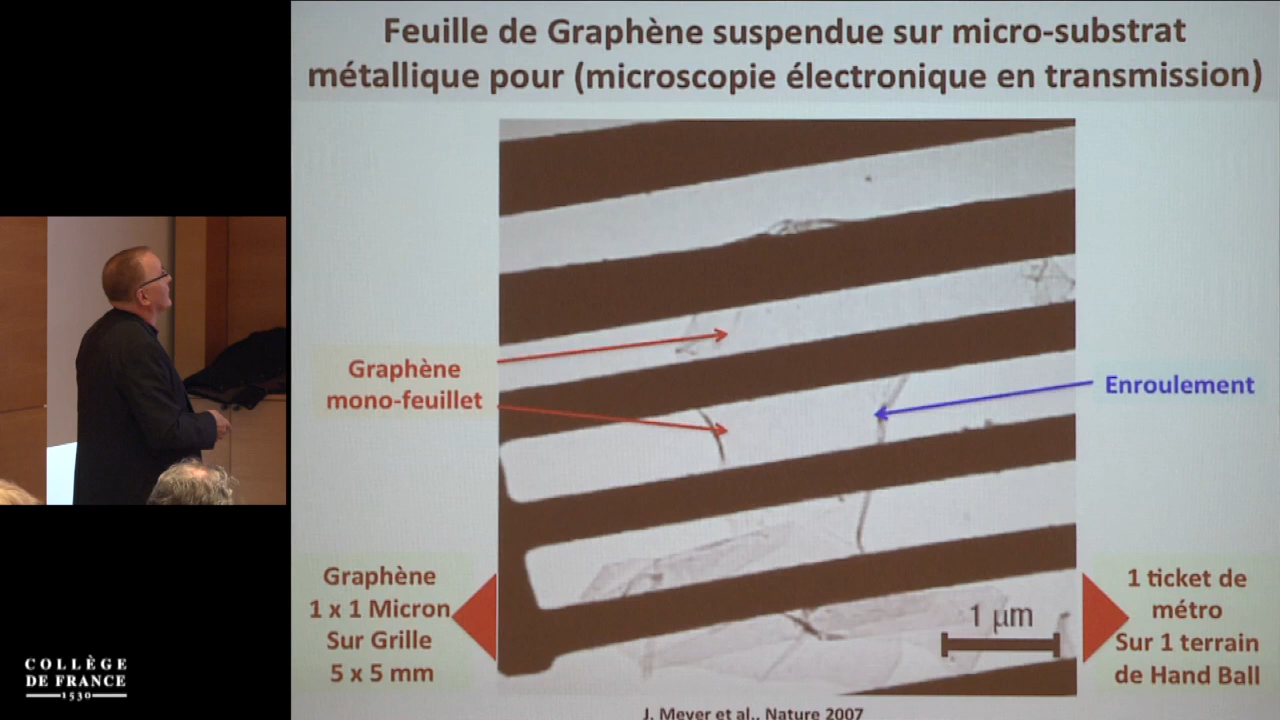 Feuille de Graphène suspendue sur micro-substrat
métallique pour (microscopie électronique en transmission)
Graphène
mono-feuillet
Enroulement
Graphène
1 x 1 Micron
Sur Grille
5 x 5 mm
1 μm
1 ticket de
métro
Sur 1 terrain
de Hand Ball
J. Meyer et al., Nature 2007
COLLÈGE
DE FRANCE
1530